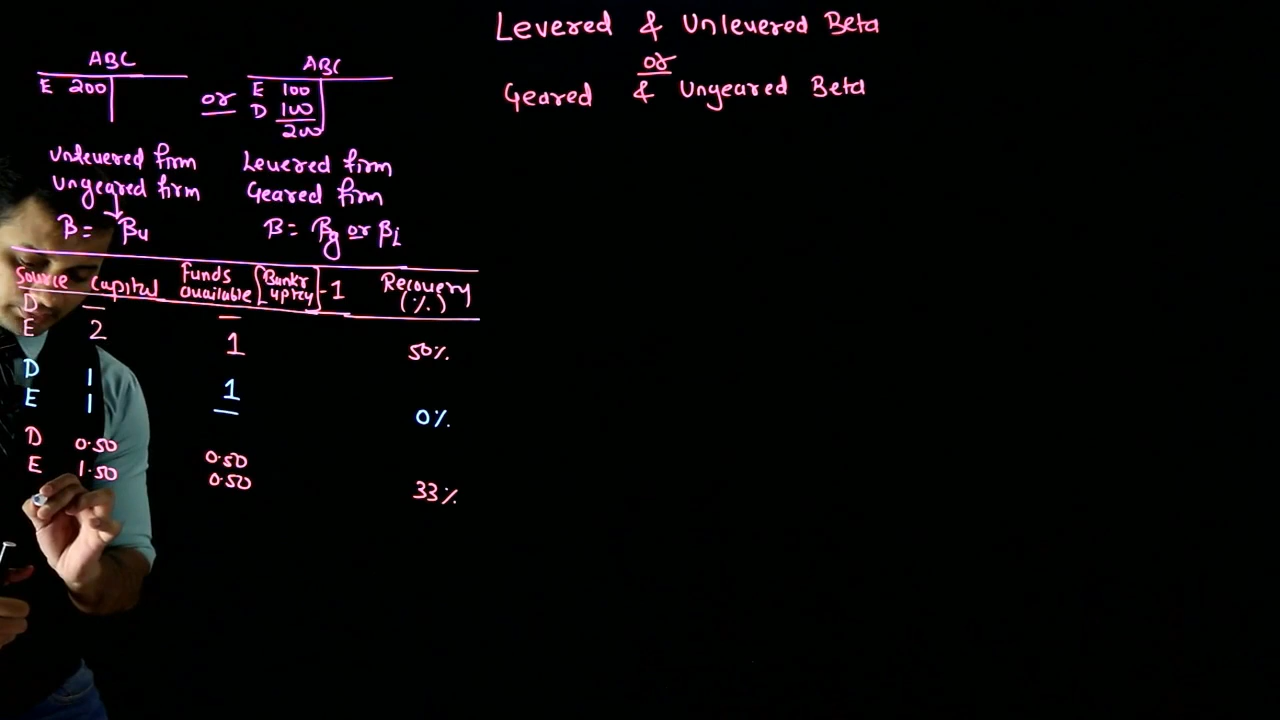 Levered & Unlevered Beta
or
Geared & Ungeared Beta
ABC
E 200
or
ABC
E 100
D 100
200
Unlevered firm
Ungeared firm
β = βu
Levered firm
Geared firm
β = βg or βL
Source Capital Funds available [Bankruptcy]-1 Recovery (%)
D — —
E 2 1 50%
D 1 1
E 1 — 0%
D 0.50 0.50
E 1.50 0.50 33%